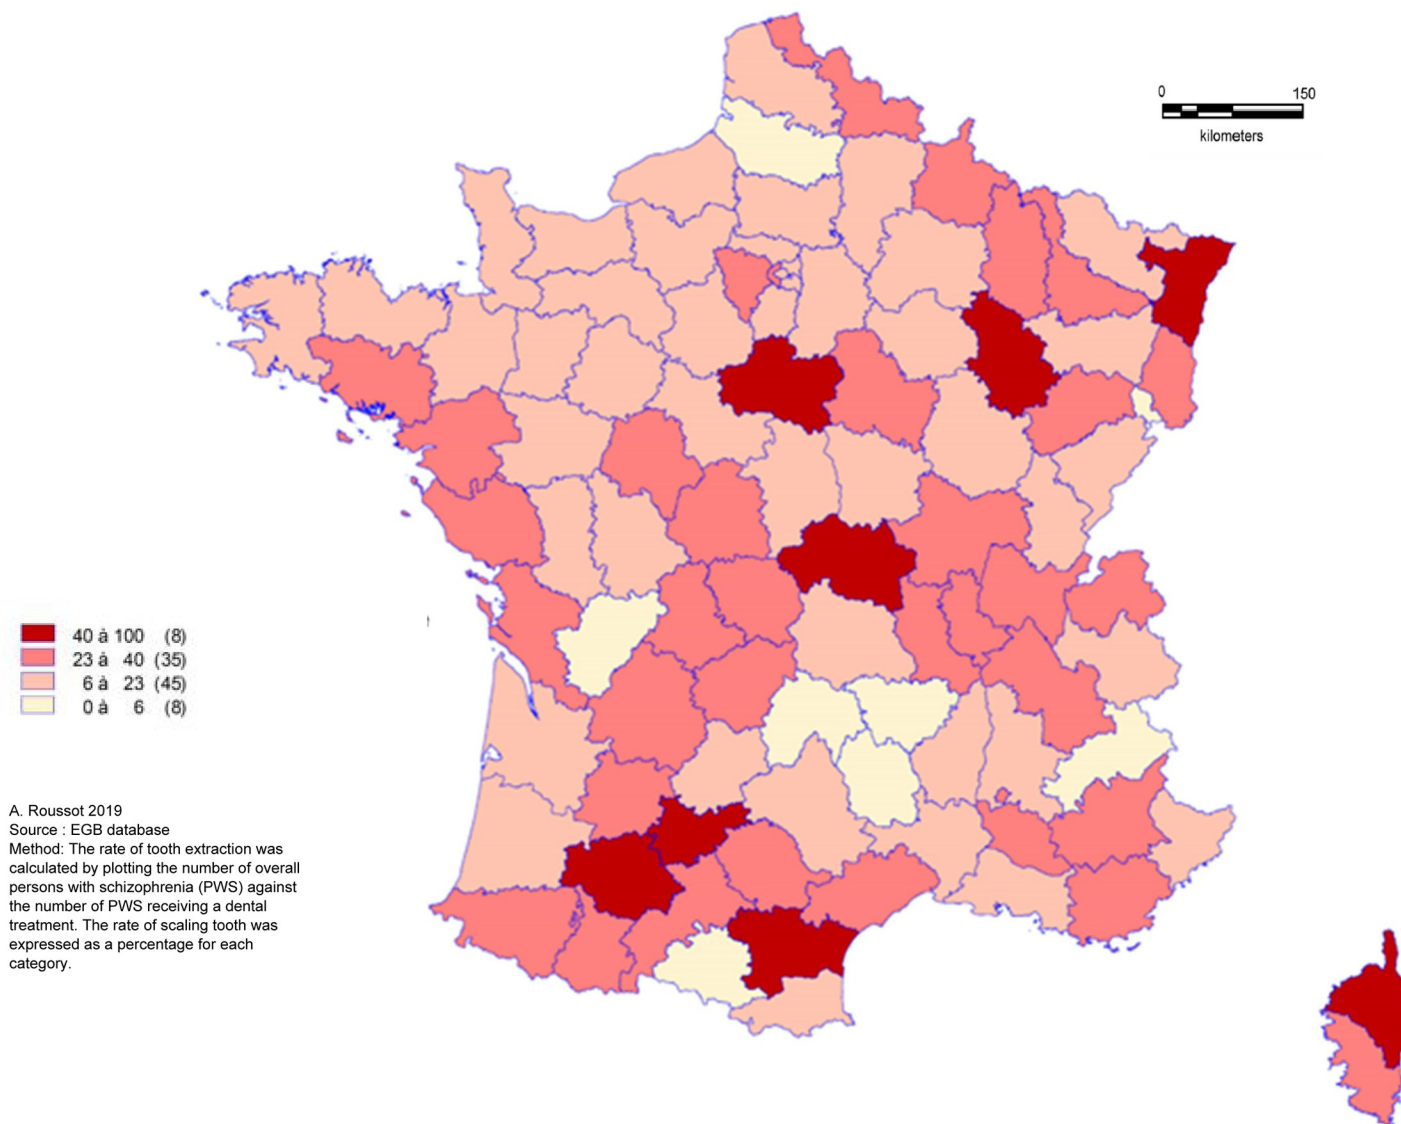 0 150
kilometers
40 à 100 (8)
23 à 40 (35)
6 à 23 (45)
0 à 6 (8)
A. Roussot 2019
Source : EGB database
Method: The rate of tooth extraction was
calculated by plotting the number of overall
persons with schizophrenia (PWS) against
the number of PWS receiving a dental
treatment. The rate of scaling tooth was
expressed as a percentage for each
category.